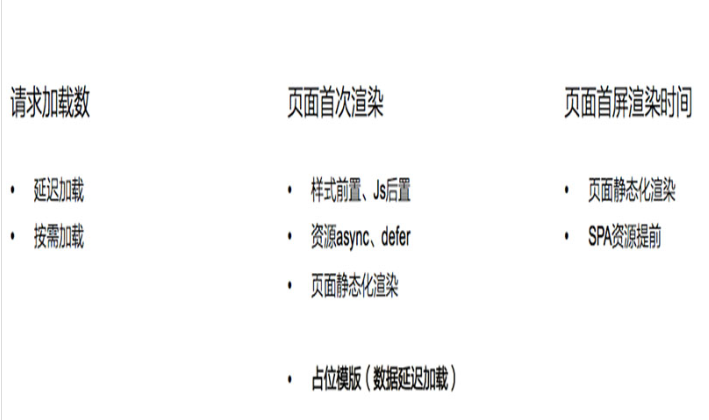 请求加载数
• 延迟加载
• 按需加载
页面首次渲染
• 样式前置、Js后置
• 资源async、defer
• 页面静态化渲染
• 占位模版（数据延迟加载）
页面首屏渲染时间
• 页面静态化渲染
• SPA资源提前